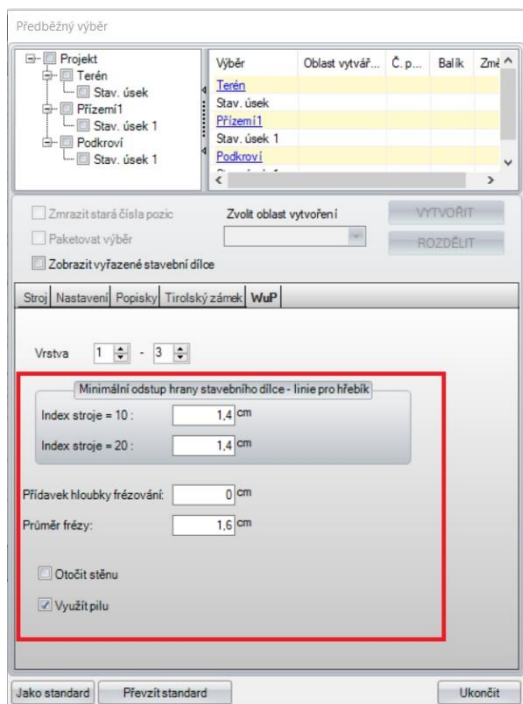 Předběžný výběr
Projekt
Terén
Stav. úsek
Přízemí1
Stav. úsek 1
Podkroví
Stav. úsek 1
Výběr Oblast vytvář... Č. p... Balík Změ
Terén
Stav. úsek
Přízemí1
Stav. úsek 1
Podkroví
Zmrazit stará čísla pozic
Zvolit oblast vytvoření
VYTVOŘIT
Paketovat výběr
ROZDĚLIT
Zobrazit vyřazené stavební dílce
Stroj Nastavení Popisky Tirolský zámek WuP
Vrstva 1 - 3
Minimální odstup hrany stavebního dílce - linie pro hřebík
Index stroje = 10 : 1,4 cm
Index stroje = 20 : 1,4 cm
Přídavek hloubky frézování: 0 cm
Průměr frézy: 1,6 cm
Otočit stěnu
Využít pilu
Jako standard Převzít standard Ukončit